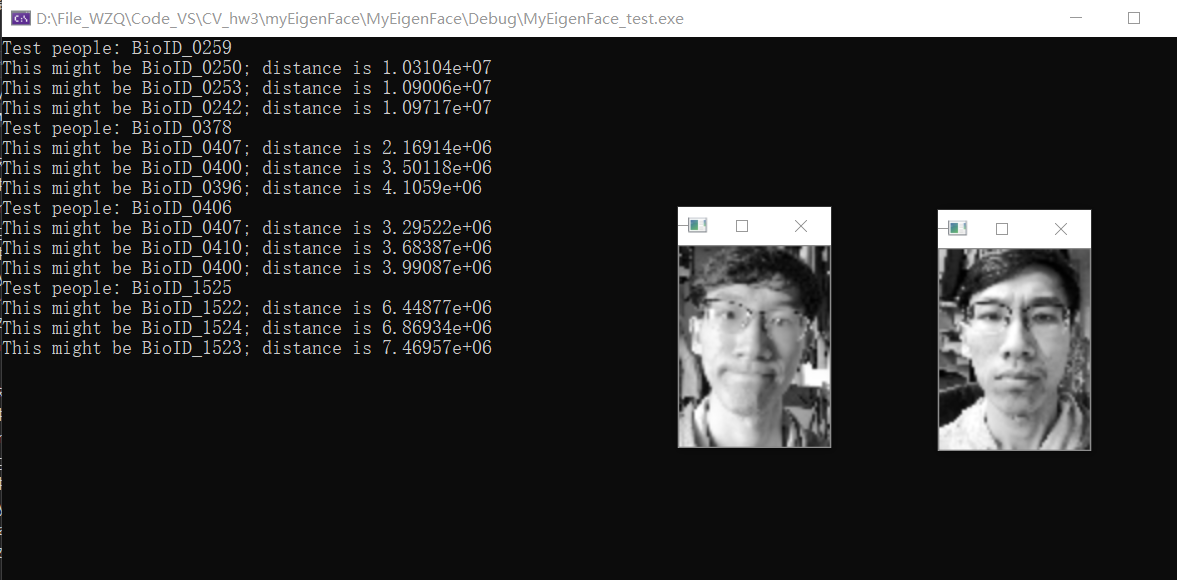 D:\File_WZQ\Code_VS\CV_hw3\myEigenFace\MyEigenFace\Debug\MyEigenFace_test.exe
Test people: BioID_0259
This might be BioID_0250; distance is 1.03104e+07
This might be BioID_0253; distance is 1.09006e+07
This might be BioID_0242; distance is 1.09717e+07
Test people: BioID_0378
This might be BioID_0407; distance is 2.16914e+06
This might be BioID_0400; distance is 3.50118e+06
This might be BioID_0396; distance is 4.1059e+06
Test people: BioID_0406
This might be BioID_0407; distance is 3.29522e+06
This might be BioID_0410; distance is 3.68387e+06
This might be BioID_0400; distance is 3.99087e+06
Test people: BioID_1525
This might be BioID_1522; distance is 6.44877e+06
This might be BioID_1524; distance is 6.86934e+06
This might be BioID_1523; distance is 7.46957e+06